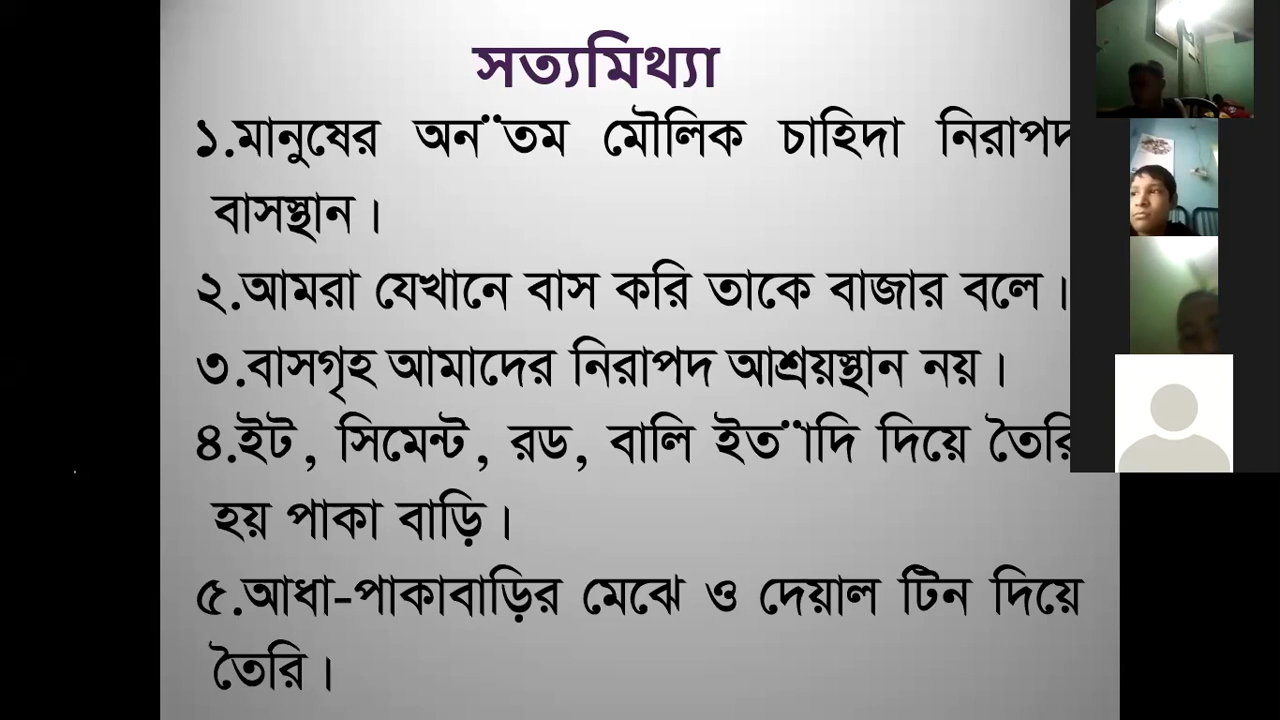 সত্যমিথ্যা
১.মানুষের অন¨তম মৌলিক চাহিদা নিরাপদ
বাসস্থান।
২.আমরা যেখানে বাস করি তাকে বাজার বলে।
৩.বাসগৃহ আমাদের নিরাপদ আশ্রয়স্থান নয়।
৪.ইট, সিমেন্ট, রড, বালি ইত¨াদি দিয়ে তৈরি
হয় পাকা বাড়ি।
৫.আধা-পাকাবাড়ির মেঝে ও দেয়াল টিন দিয়ে
তৈরি।